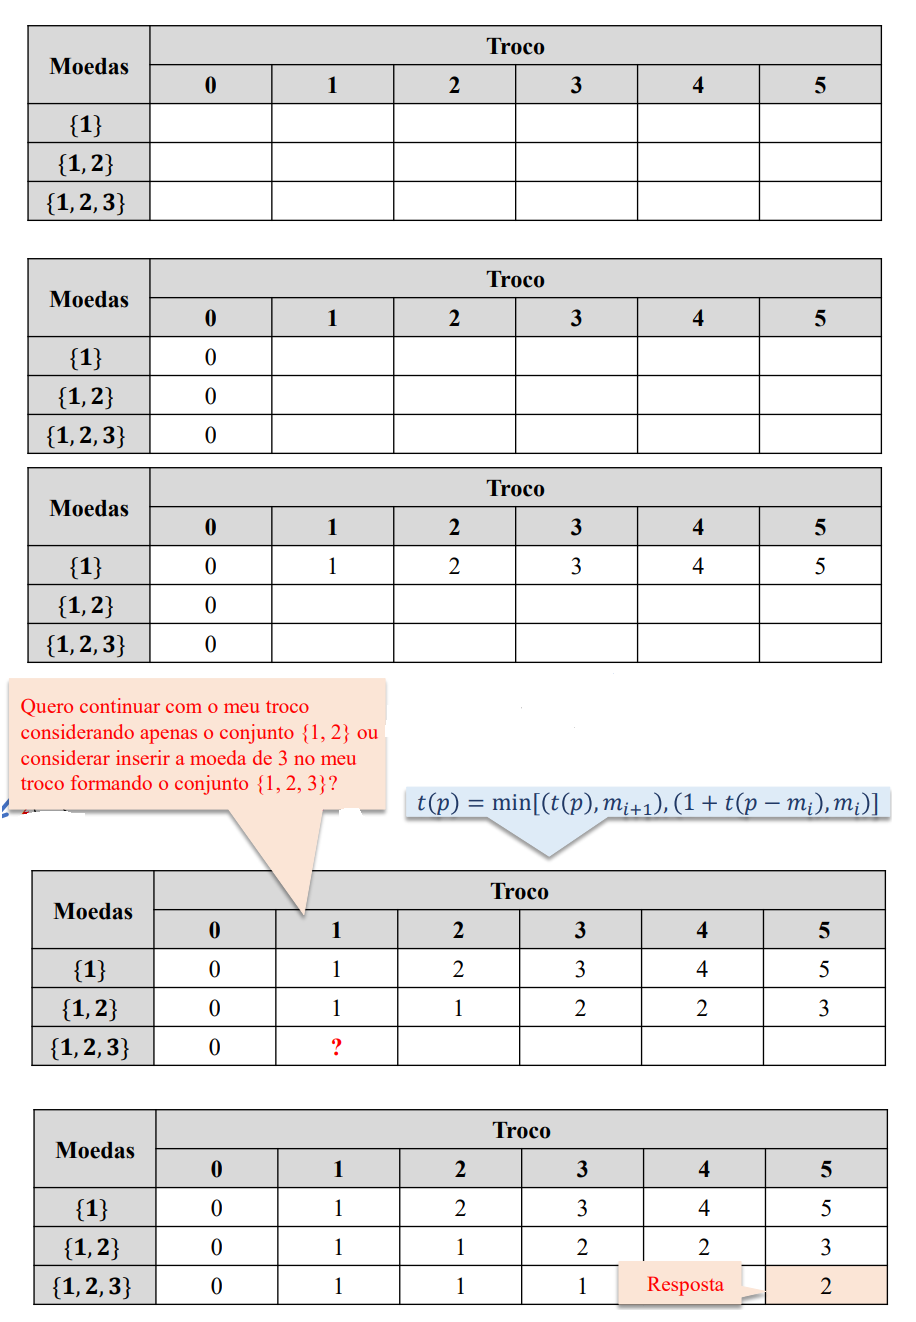 Moedas Troco
0 1 2 3 4 5
{1}
{1, 2}
{1, 2, 3}
Moedas Troco
0 1 2 3 4 5
{1} 0
{1, 2} 0
{1, 2, 3} 0
Moedas Troco
0 1 2 3 4 5
{1} 0 1 2 3 4 5
{1, 2} 0
{1, 2, 3} 0
Quero continuar com o meu troco
considerando apenas o conjunto {1, 2} ou
considerar inserir a moeda de 3 no meu
troco formando o conjunto {1, 2, 3}?
t(p) = min[(t(p), m_{i+1}), (1 + t(p − m_i), m_i)]
Moedas Troco
0 1 2 3 4 5
{1} 0 1 2 3 4 5
{1, 2} 0 1 1 2 2 3
{1, 2, 3} 0 ?
Moedas Troco
0 1 2 3 4 5
{1} 0 1 2 3 4 5
{1, 2} 0 1 1 2 2 3
{1, 2, 3} 0 1 1 1 Resposta 2